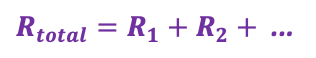 R_total = R_1 + R_2 + ...